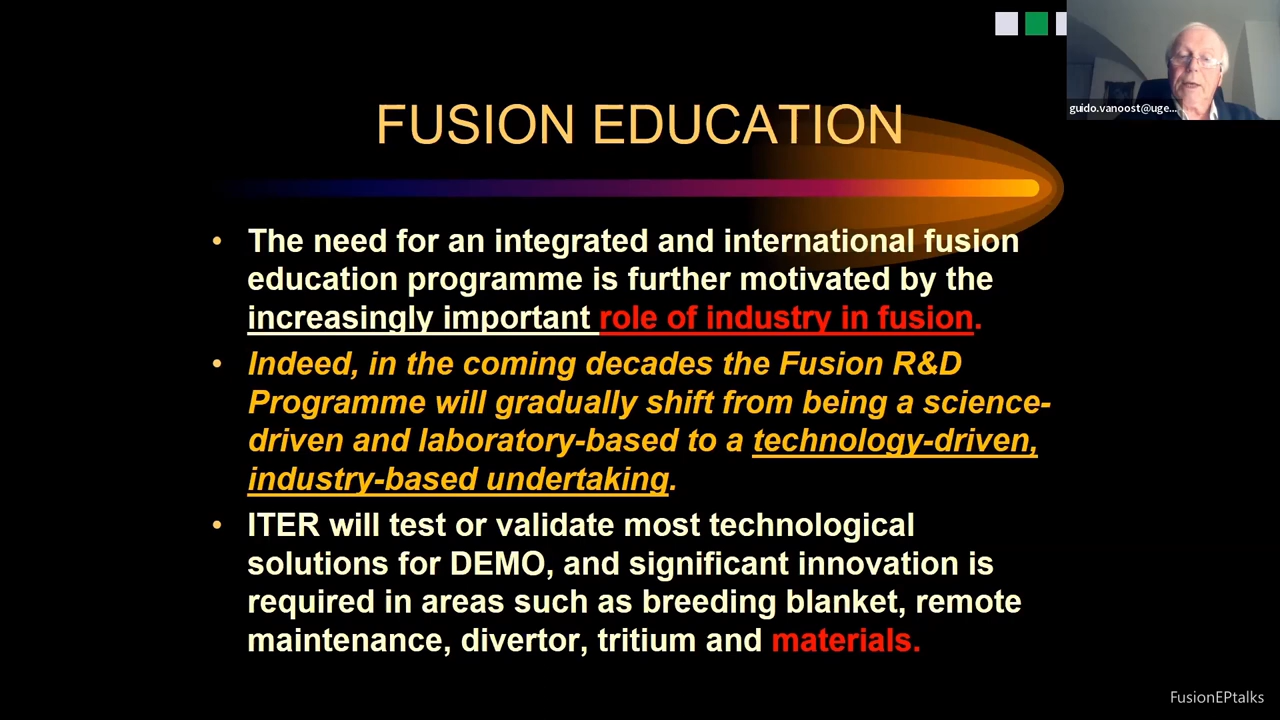 guido.vanoost@uge...
FUSION EDUCATION
• The need for an integrated and international fusion
education programme is further motivated by the
increasingly important role of industry in fusion.
• Indeed, in the coming decades the Fusion R&D
Programme will gradually shift from being a science-
driven and laboratory-based to a technology-driven,
industry-based undertaking.
• ITER will test or validate most technological
solutions for DEMO, and significant innovation is
required in areas such as breeding blanket, remote
maintenance, divertor, tritium and materials.
FusionEPtalks